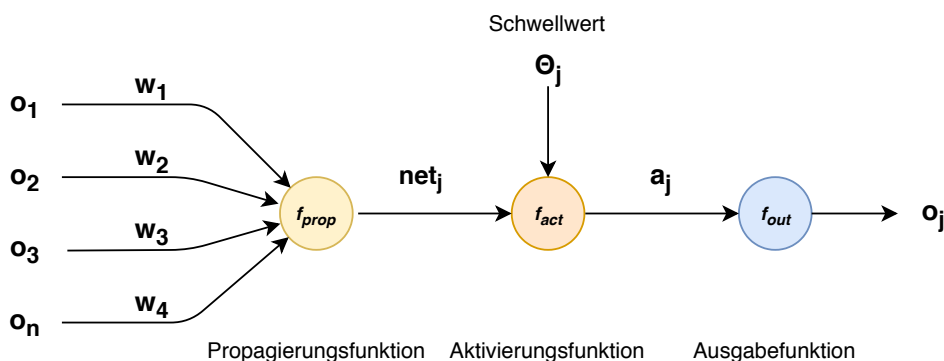 Schwellwert
Θj
o1
w1
o2
w2
o3
w3
on
w4
fprop
netj
fact
aj
fout
oj
Propagierungsfunktion
Aktivierungsfunktion
Ausgabefunktion